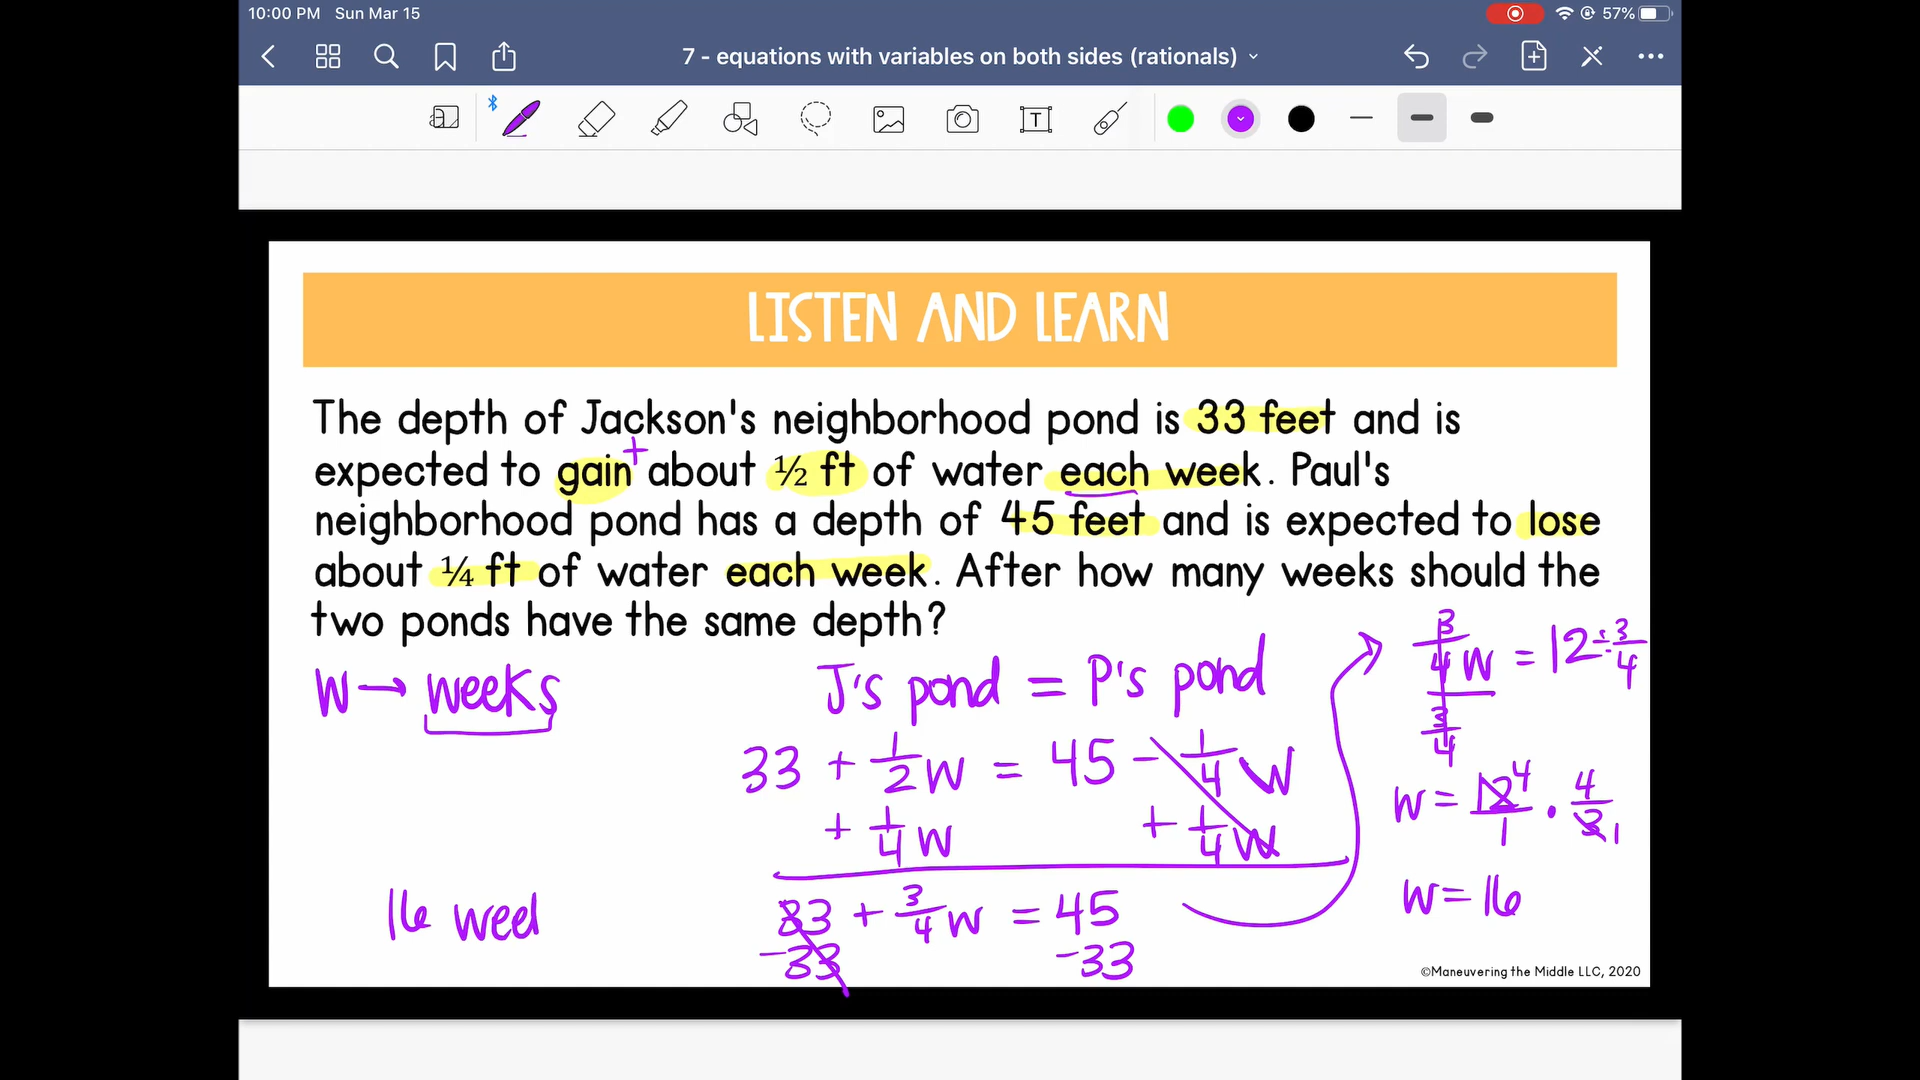 10:00 PM Sun Mar 15
57%
7 - equations with variables on both sides (rationals)
T
LISTEN AND LEARN
The depth of Jackson's neighborhood pond is 33 feet and is
expected to gain + about ½ ft of water each week. Paul's
neighborhood pond has a depth of 45 feet and is expected to lose
about ¼ ft of water each week. After how many weeks should the
two ponds have the same depth?
W → weeks
J's pond = P's pond
33 + 1/2 W = 45 - 1/4 W
+ 1/4 W + 1/4 W
33 + 3/4 W = 45
-33 -33
3/4 W = 12 ÷ 3/4
3/4
W = 12 4/1 · 4/3 1
W = 16
16 weel
©Maneuvering the Middle LLC, 2020